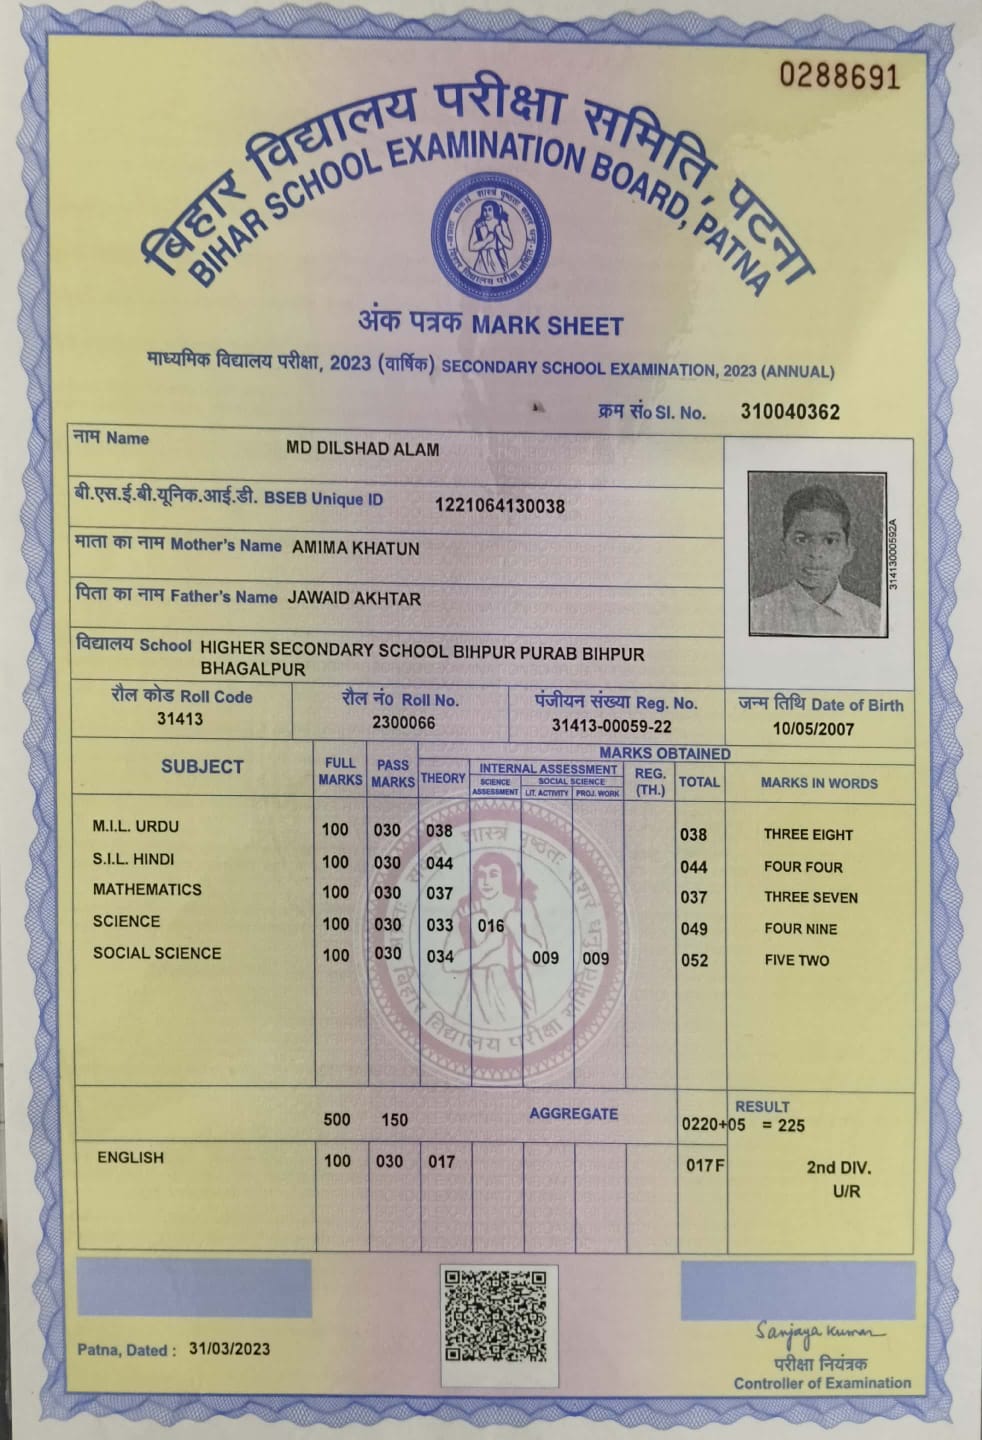 0288691
बिहार विद्यालय परीक्षा समिति, पटना
BIHAR SCHOOL EXAMINATION BOARD, PATNA
अंक पत्रक MARK SHEET
माध्यमिक विद्यालय परीक्षा, 2023 (वार्षिक) SECONDARY SCHOOL EXAMINATION, 2023 (ANNUAL)
क्रम सं० Sl. No. 310040362
नाम Name MD DILSHAD ALAM
बी.एस.ई.बी.यूनिक.आई.डी. BSEB Unique ID 1221064130038
माता का नाम Mother's Name AMIMA KHATUN
पिता का नाम Father's Name JAWAID AKHTAR
314130000592A
विद्यालय School HIGHER SECONDARY SCHOOL BIHPUR PURAB BIHPUR
BHAGALPUR
रौल कोड Roll Code रौल नं० Roll No. पंजीयन संख्या Reg. No. जन्म तिथि Date of Birth
31413 2300066 31413-00059-22 10/05/2007
SUBJECT FULL MARKS PASS MARKS MARKS OBTAINED
THEORY INTERNAL ASSESSMENT REG. (TH.) TOTAL MARKS IN WORDS
SCIENCE ASSESSMENT SOCIAL SCIENCE
LIT. ACTIVITY PROJ. WORK
M.I.L. URDU 100 030 038 038 THREE EIGHT
S.I.L. HINDI 100 030 044 044 FOUR FOUR
MATHEMATICS 100 030 037 037 THREE SEVEN
SCIENCE 100 030 033 016 049 FOUR NINE
SOCIAL SCIENCE 100 030 034 009 009 052 FIVE TWO
बिहार विद्यालय परीक्षा समिति
500 150 AGGREGATE 0220+05 = 225
RESULT
ENGLISH 100 030 017 017F 2nd DIV.
U/R
Patna, Dated : 31/03/2023
Sanjaya Kumar
परीक्षा नियंत्रक
Controller of Examination